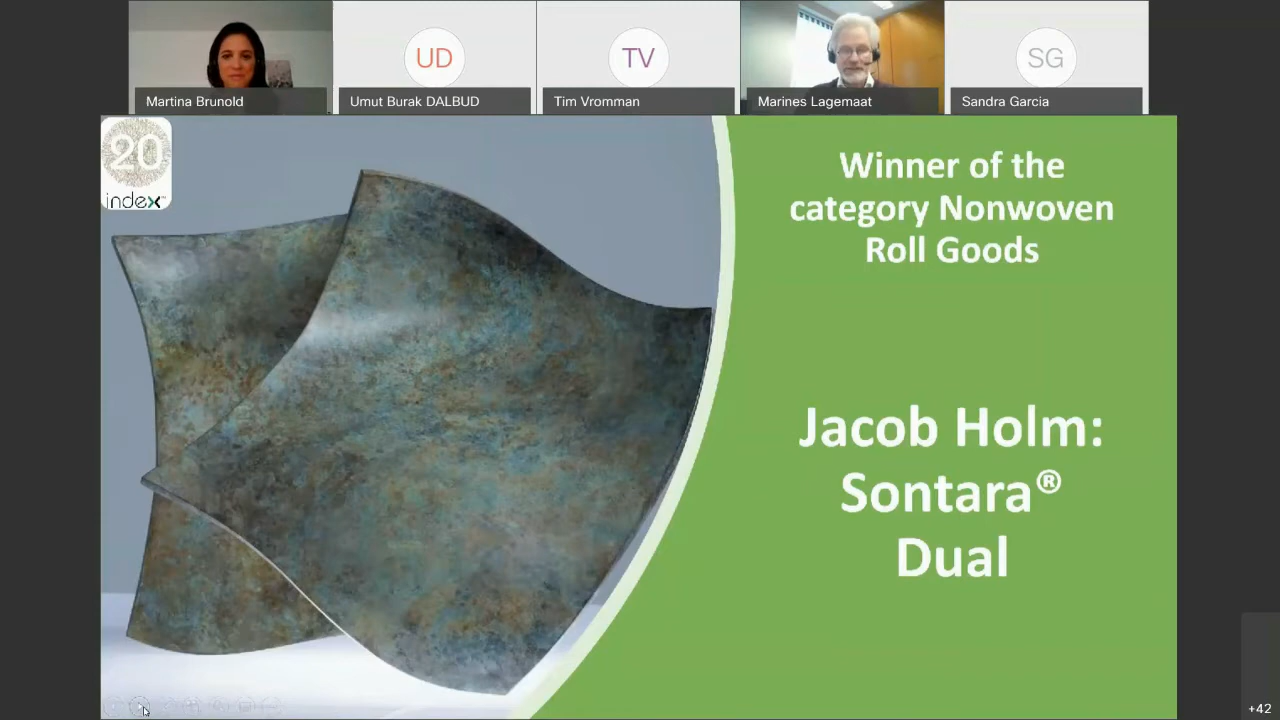 UD
TV
SG
Martina Brunold
Umut Burak DALBUD
Tim Vromman
Marines Lagemaat
Sandra Garcia
20
index™
Winner of the
category Nonwoven
Roll Goods
Jacob Holm:
Sontara®
Dual
+42